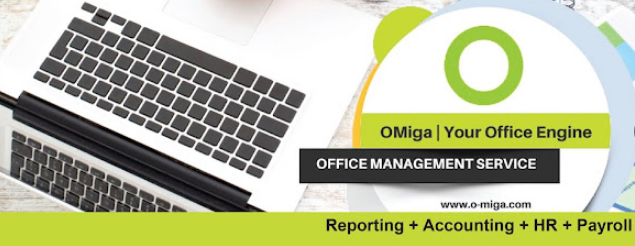 OMiga | Your Office Engine
OFFICE MANAGEMENT SERVICE
www.o-miga.com
Reporting + Accounting + HR + Payroll